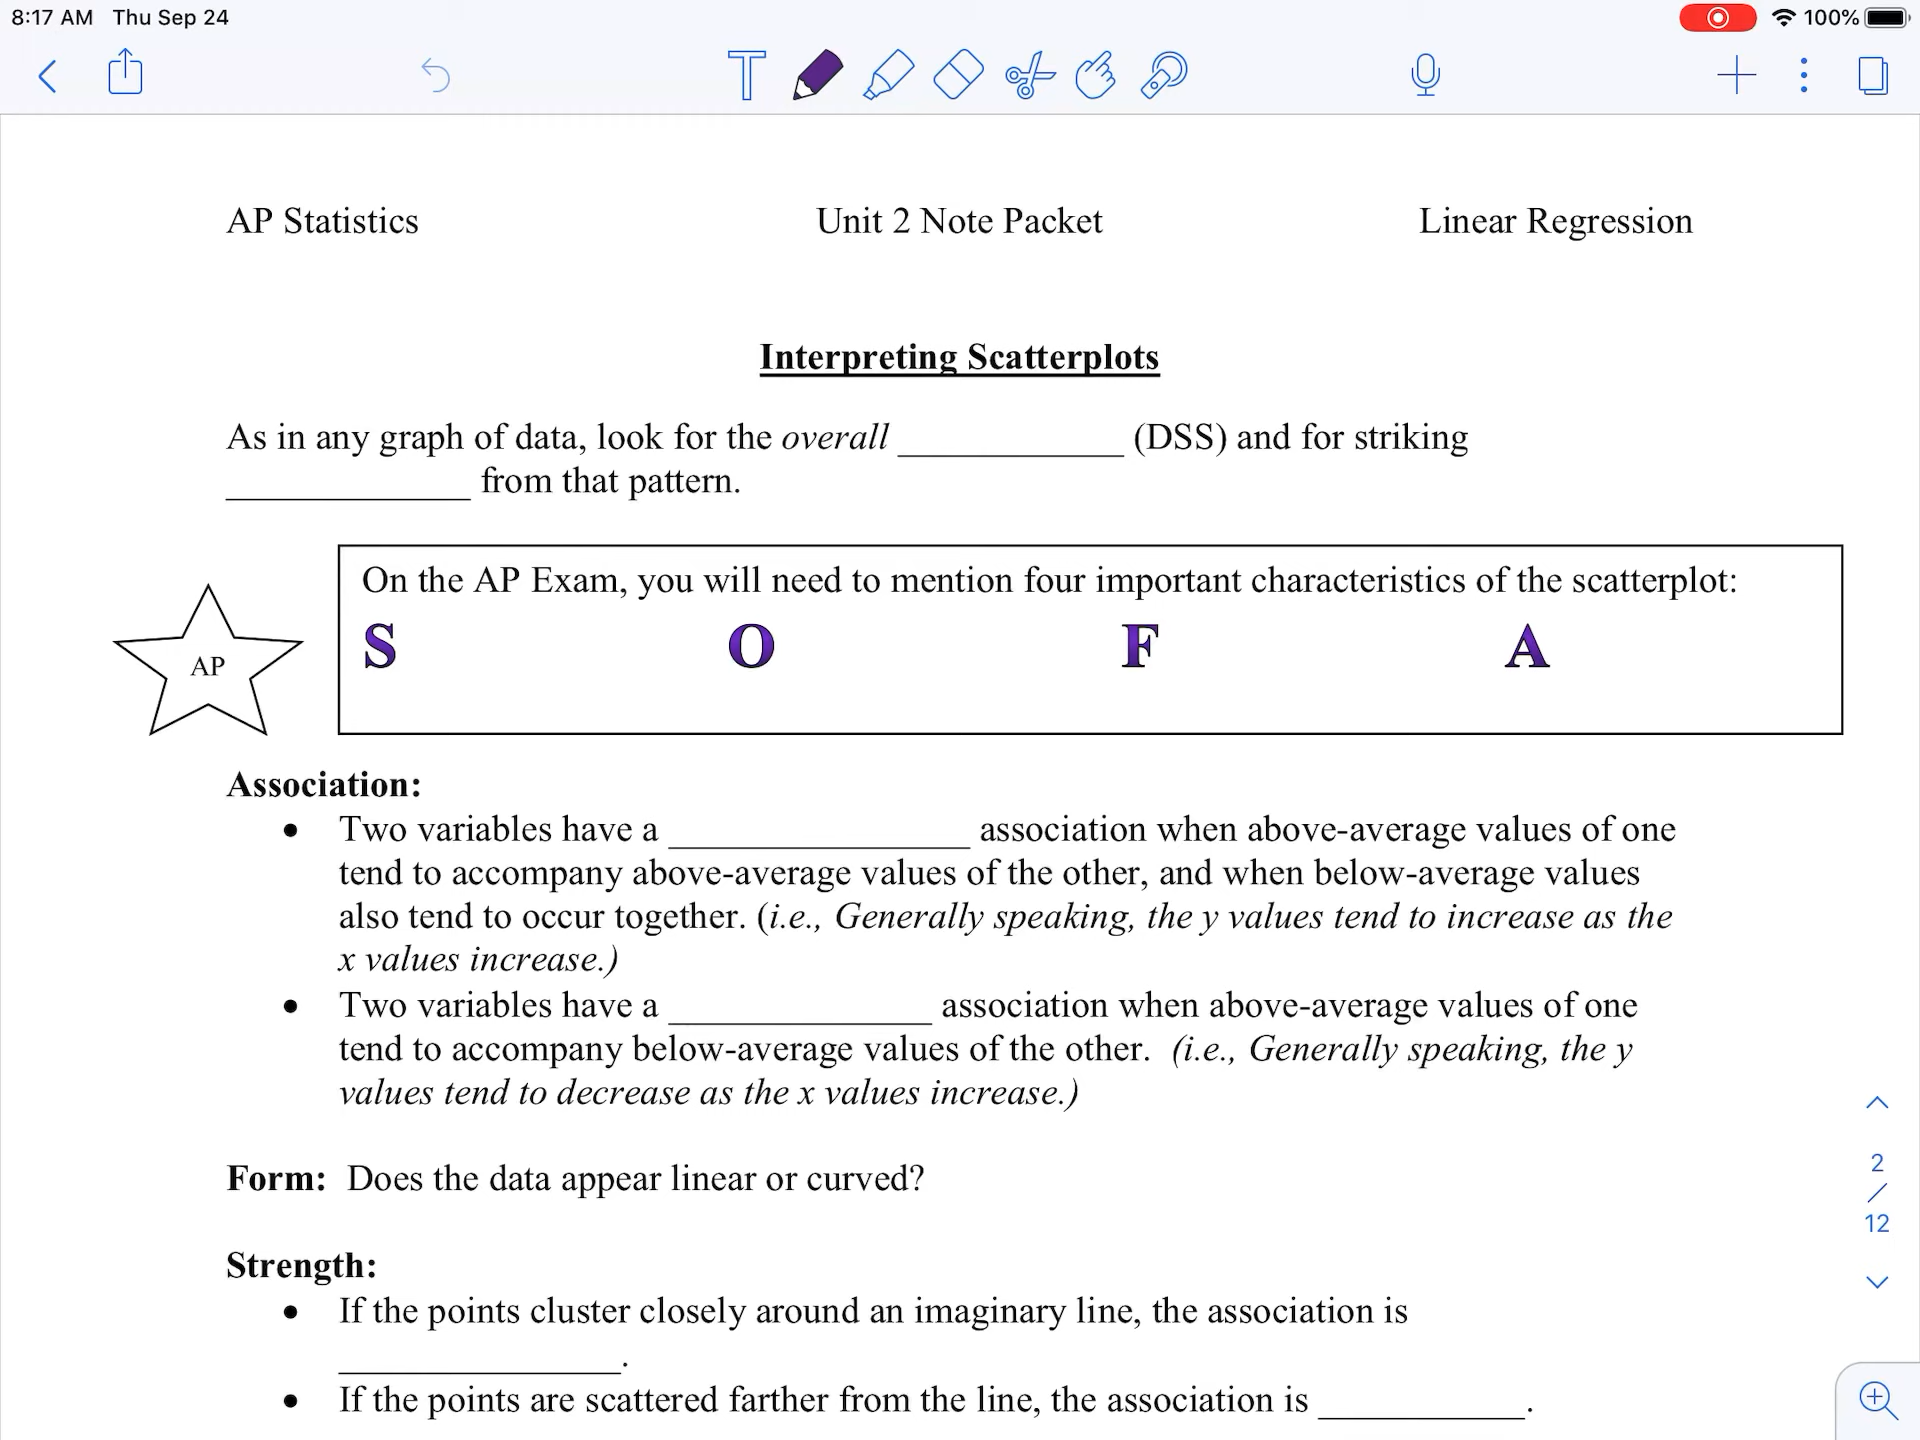 8:17 AM Thu Sep 24
100%
AP Statistics Unit 2 Note Packet Linear Regression
Interpreting Scatterplots
As in any graph of data, look for the overall ____________ (DSS) and for striking
_____________ from that pattern.
On the AP Exam, you will need to mention four important characteristics of the scatterplot:
S O F A
AP
Association:
• Two variables have a ________________ association when above-average values of one
tend to accompany above-average values of the other, and when below-average values
also tend to occur together. (i.e., Generally speaking, the y values tend to increase as the
x values increase.)
• Two variables have a ______________ association when above-average values of one
tend to accompany below-average values of the other. (i.e., Generally speaking, the y
values tend to decrease as the x values increase.)
Form: Does the data appear linear or curved?
2
/
12
Strength:
• If the points cluster closely around an imaginary line, the association is
_______________.
• If the points are scattered farther from the line, the association is ___________.